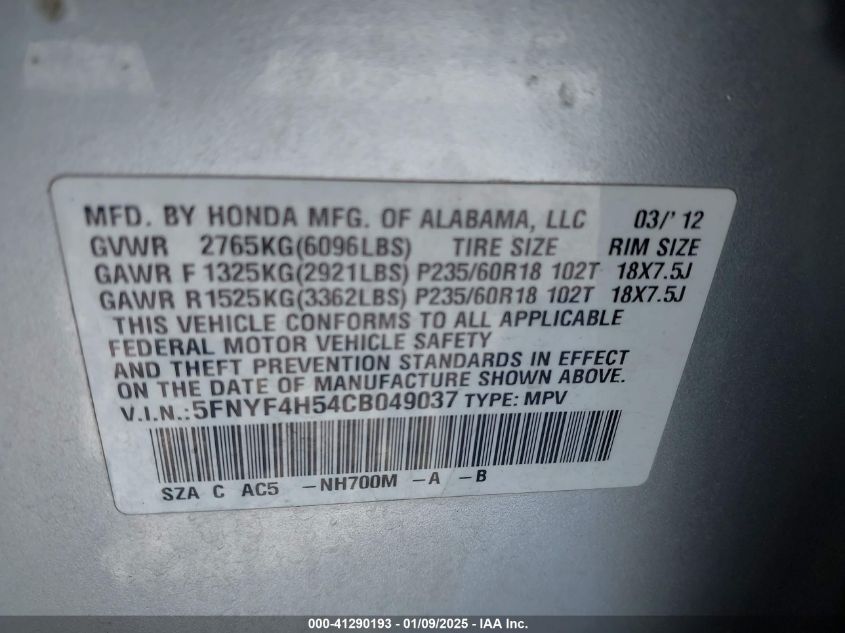 MFD. BY HONDA MFG. OF ALABAMA, LLC 03/'12
GVWR 2765KG(6096LBS) TIRE SIZE RIM SIZE
GAWR F 1325KG(2921LBS) P235/60R18 102T 18X7.5J
GAWR R1525KG(3362LBS) P235/60R18 102T 18X7.5J
THIS VEHICLE CONFORMS TO ALL APPLICABLE
FEDERAL MOTOR VEHICLE SAFETY
AND THEFT PREVENTION STANDARDS IN EFFECT
ON THE DATE OF MANUFACTURE SHOWN ABOVE.
V.I.N.:5FNYF4H54CB049037 TYPE: MPV
SZA C AC5 -NH700M -A -B
000-41290193 - 01/09/2025 - IAA Inc.